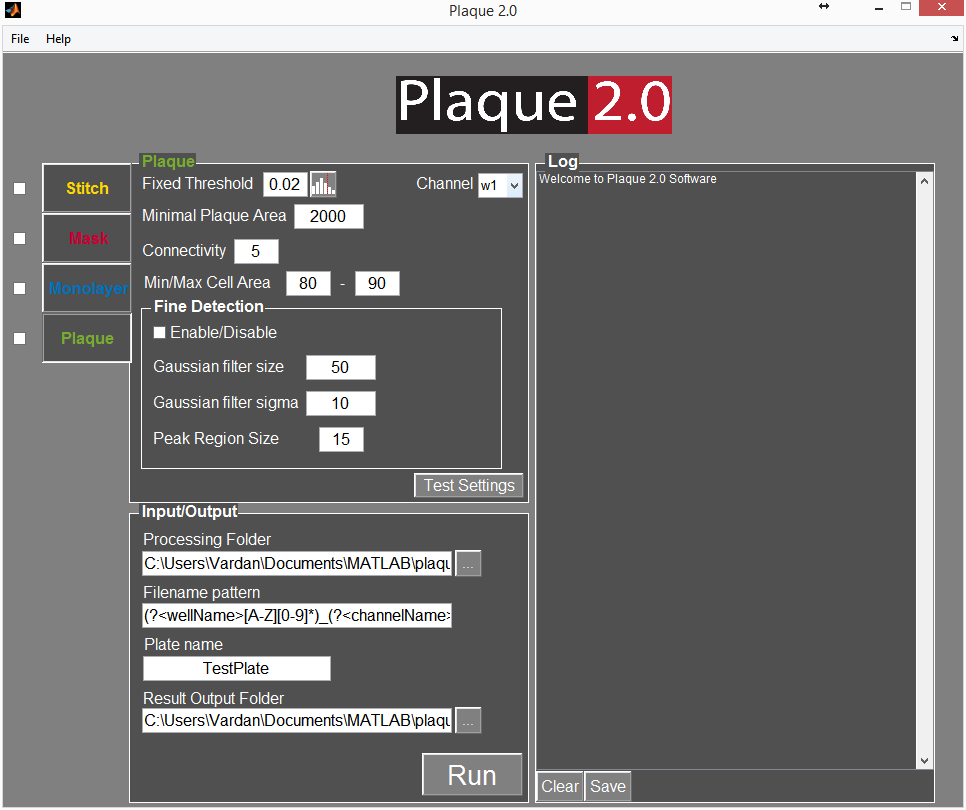 Plaque 2.0
File Help
Plaque 2.0
Stitch
Mask
Monolayer
Plaque
Plaque
Fixed Threshold 0.02 Channel w1
Minimal Plaque Area 2000
Connectivity 5
Min/Max Cell Area 80 - 90
Fine Detection
Enable/Disable
Gaussian filter size 50
Gaussian filter sigma 10
Peak Region Size 15
Test Settings
Input/Output
Processing Folder
C:\Users\Vardan\Documents\MATLAB\plaqu ...
Filename pattern
(?<wellName>[A-Z][0-9]*)_(?<channelName>
Plate name
TestPlate
Result Output Folder
C:\Users\Vardan\Documents\MATLAB\plaqu ...
Run
Log
Welcome to Plaque 2.0 Software
Clear Save